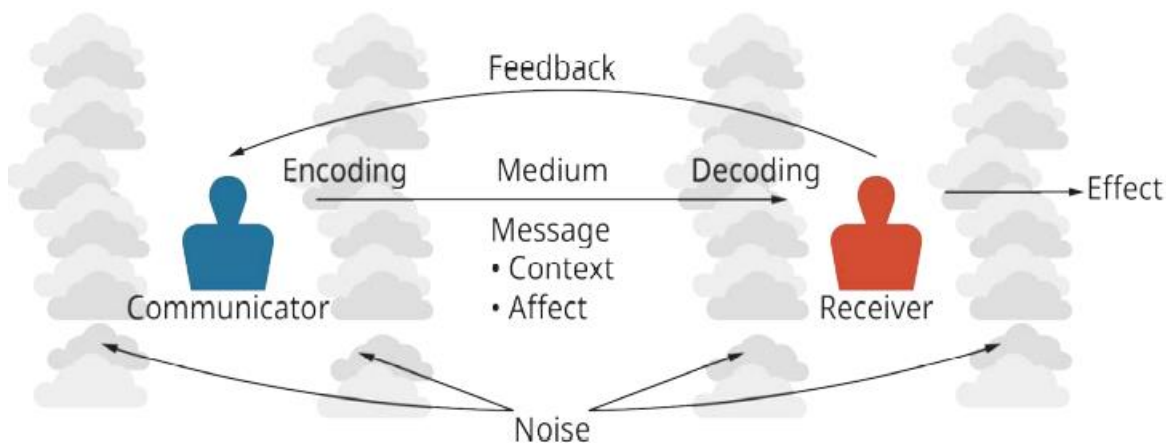 Feedback
Encoding
Medium
Decoding
Effect
Message
• Context
• Affect
Communicator
Receiver
Noise